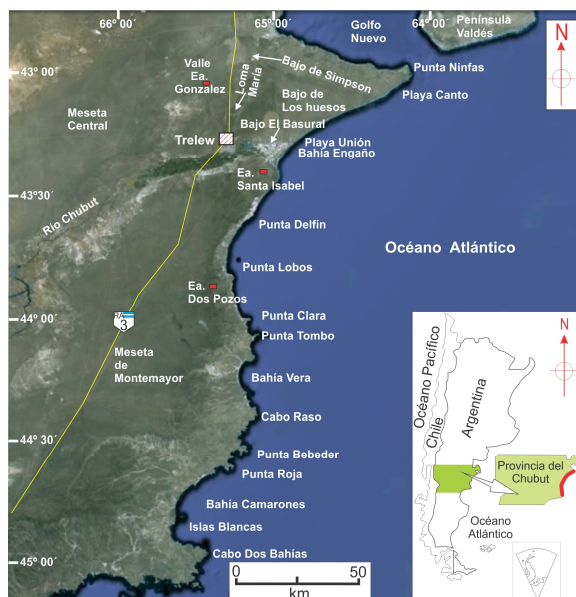 66º 00´
65º 00´
64º 00´
Golfo
Nuevo
Península
Valdés
N
43º 00´
Valle
Ea.
Gonzalez
Loma
María
Bajo de Simpson
Punta Ninfas
Bajo de
Los huesos
Playa Canto
Meseta
Central
Bajo El Basural
Trelew
Playa Unión
Bahía Engaño
Ea.
Santa Isabel
43º30´
Río Chubut
Punta Delfín
Océano Atlántico
Punta Lobos
Ea.
Dos Pozos
44º 00´
RA
3
Punta Clara
Punta Tombo
Meseta
de
Montemayor
Bahía Vera
Cabo Raso
44º 30´
Punta Bebeder
Punta Roja
Bahía Camarones
Islas Blancas
45º 00´
Cabo Dos Bahías
0
50
km
N
Océano Pacífico
Chile
Argentina
Provincia del
Chubut
Océano
Atlántico